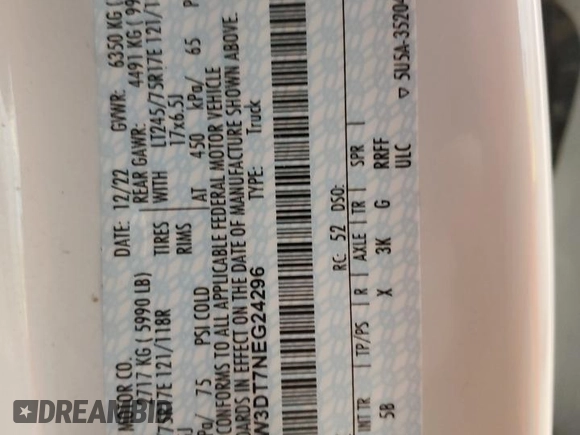 MOTOR CO.
DATE: 12/22 GVWR: 6350 KG (
2717 KG ( 5990 LB) REAR GAWR: 4491 KG ( 99
75R17E 121/118R TIRES WITH LT245/75R17E 121/1
RIMS 17x6.5J
Pa/ 75 PSI COLD AT 450 kPa/ 65 P
CONFORMS TO ALL APPLICABLE FEDERAL MOTOR VEHICLE
ARDS IN EFFECT ON THE DATE OF MANUFACTURE SHOWN ABOVE.
W3DT7NEG24296 TYPE: Truck
RC: 52 DSO:
INT TR | TP/PS | R | AXLE | TR | SPR |
5B X 3K G RRFF
ULC
▽ 5U5A-3520
DREAMBID